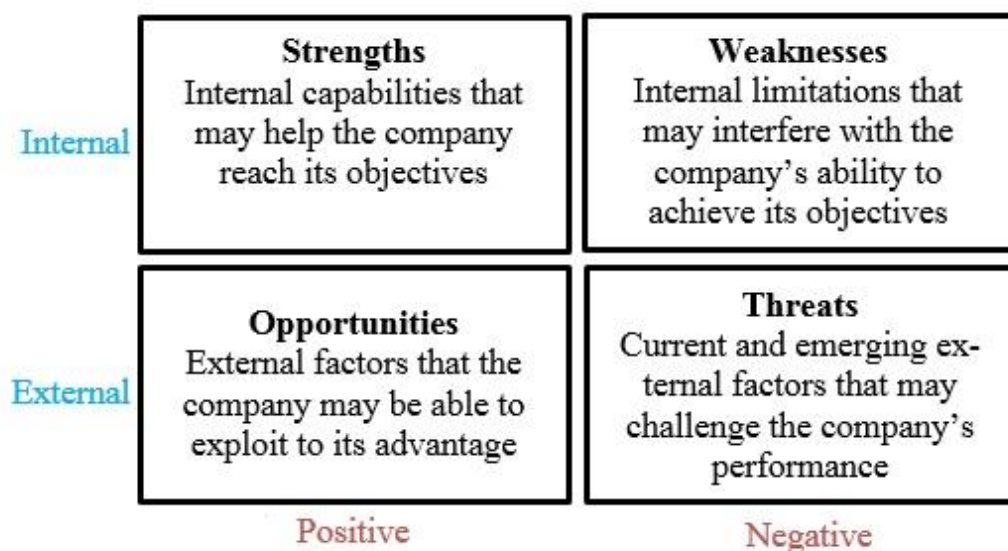 Strengths
Internal capabilities that
may help the company
reach its objectives
Weaknesses
Internal limitations that
may interfere with the
company's ability to
achieve its objectives
Internal
Opportunities
External factors that the
company may be able to
exploit to its advantage
Threats
Current and emerging ex-
ternal factors that may
challenge the company's
performance
External
Positive
Negative